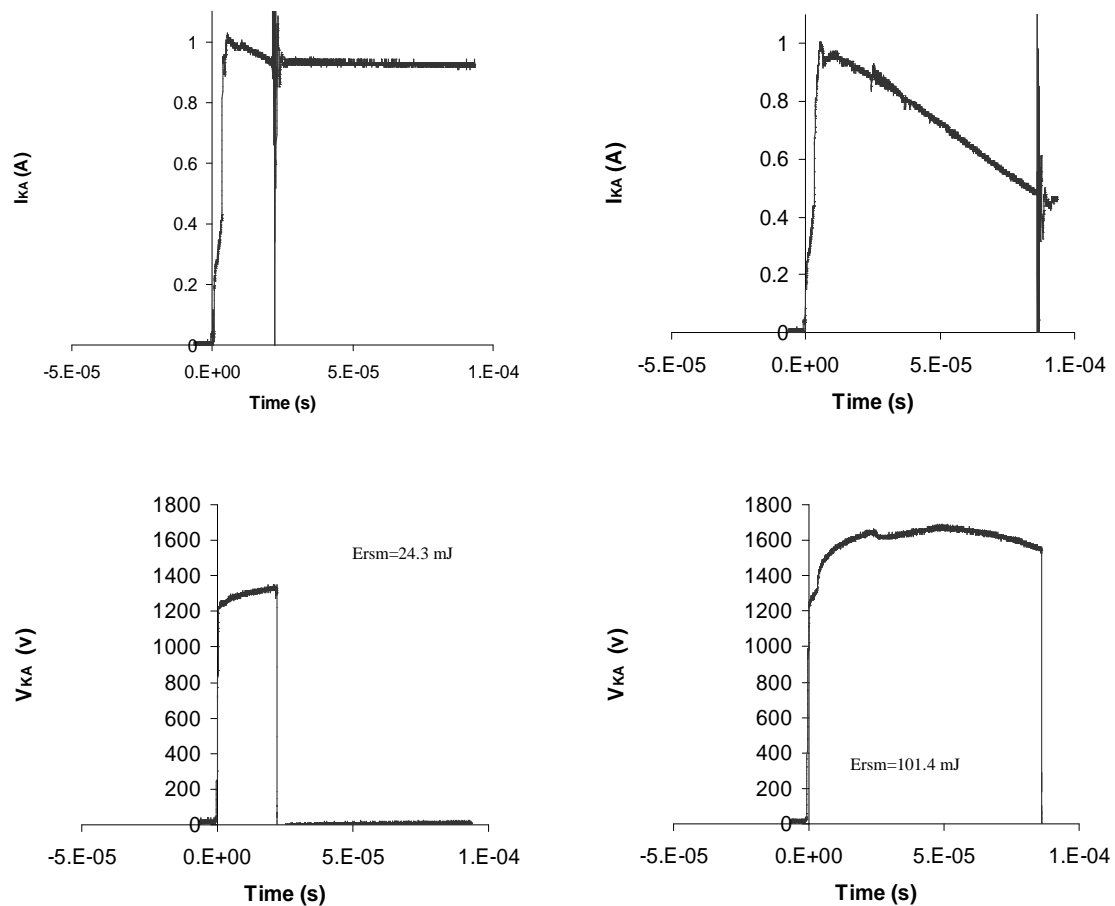 1
0.8
0.6
0.4
0.2
0
IKA (A)
-5.E-05 0.E+00 5.E-05 1.E-04
Time (s)
1
0.8
0.6
0.4
0.2
0
IKA (A)
-5.E-05 0.E+00 5.E-05 1.E-04
Time (s)
1800
1600
1400
1200
1000
800
600
400
200
0
VKA (v)
Ersm=24.3 mJ
-5.E-05 0.E+00 5.E-05 1.E-04
Time (s)
1800
1600
1400
1200
1000
800
600
400
200
0
VKA (v)
Ersm=101.4 mJ
-5.E-05 0.E+00 5.E-05 1.E-04
Time (s)